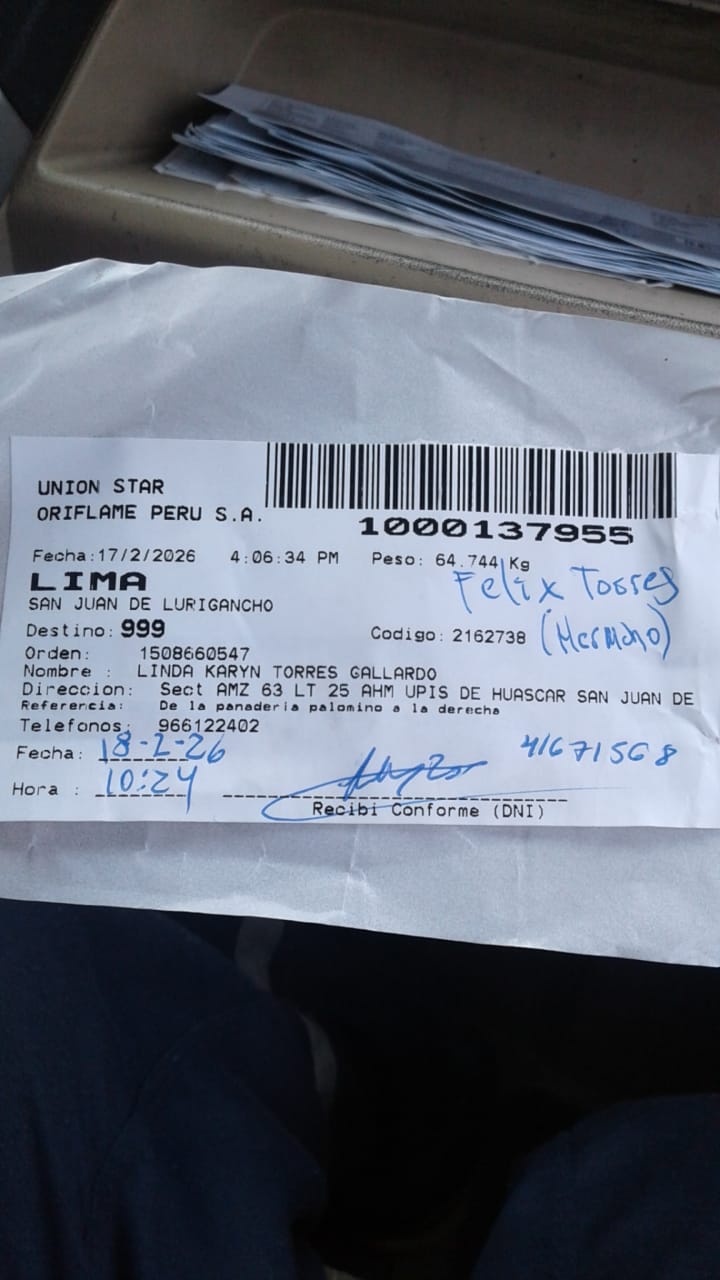 UNION STAR
ORIFLAME PERU S.A.
1000137955
Fecha:17/2/2026 4:06:34 PM Peso: 64.744 Kg
LIMA
Felix Torres
SAN JUAN DE LURIGANCHO
Destino: 999 Codigo: 2162738 (Hermano)
Orden: 1508660547
Nombre : LINDA KARYN TORRES GALLARDO
Direccion: Sect AMZ 63 LT 25 AHM UPIS DE HUASCAR SAN JUAN DE
Referencia: De la panaderia palomino a la derecha
Telefonos: 966122402
Fecha: 18-2-26 41671568
Hora : 10:24
Recibi Conforme (DNI)